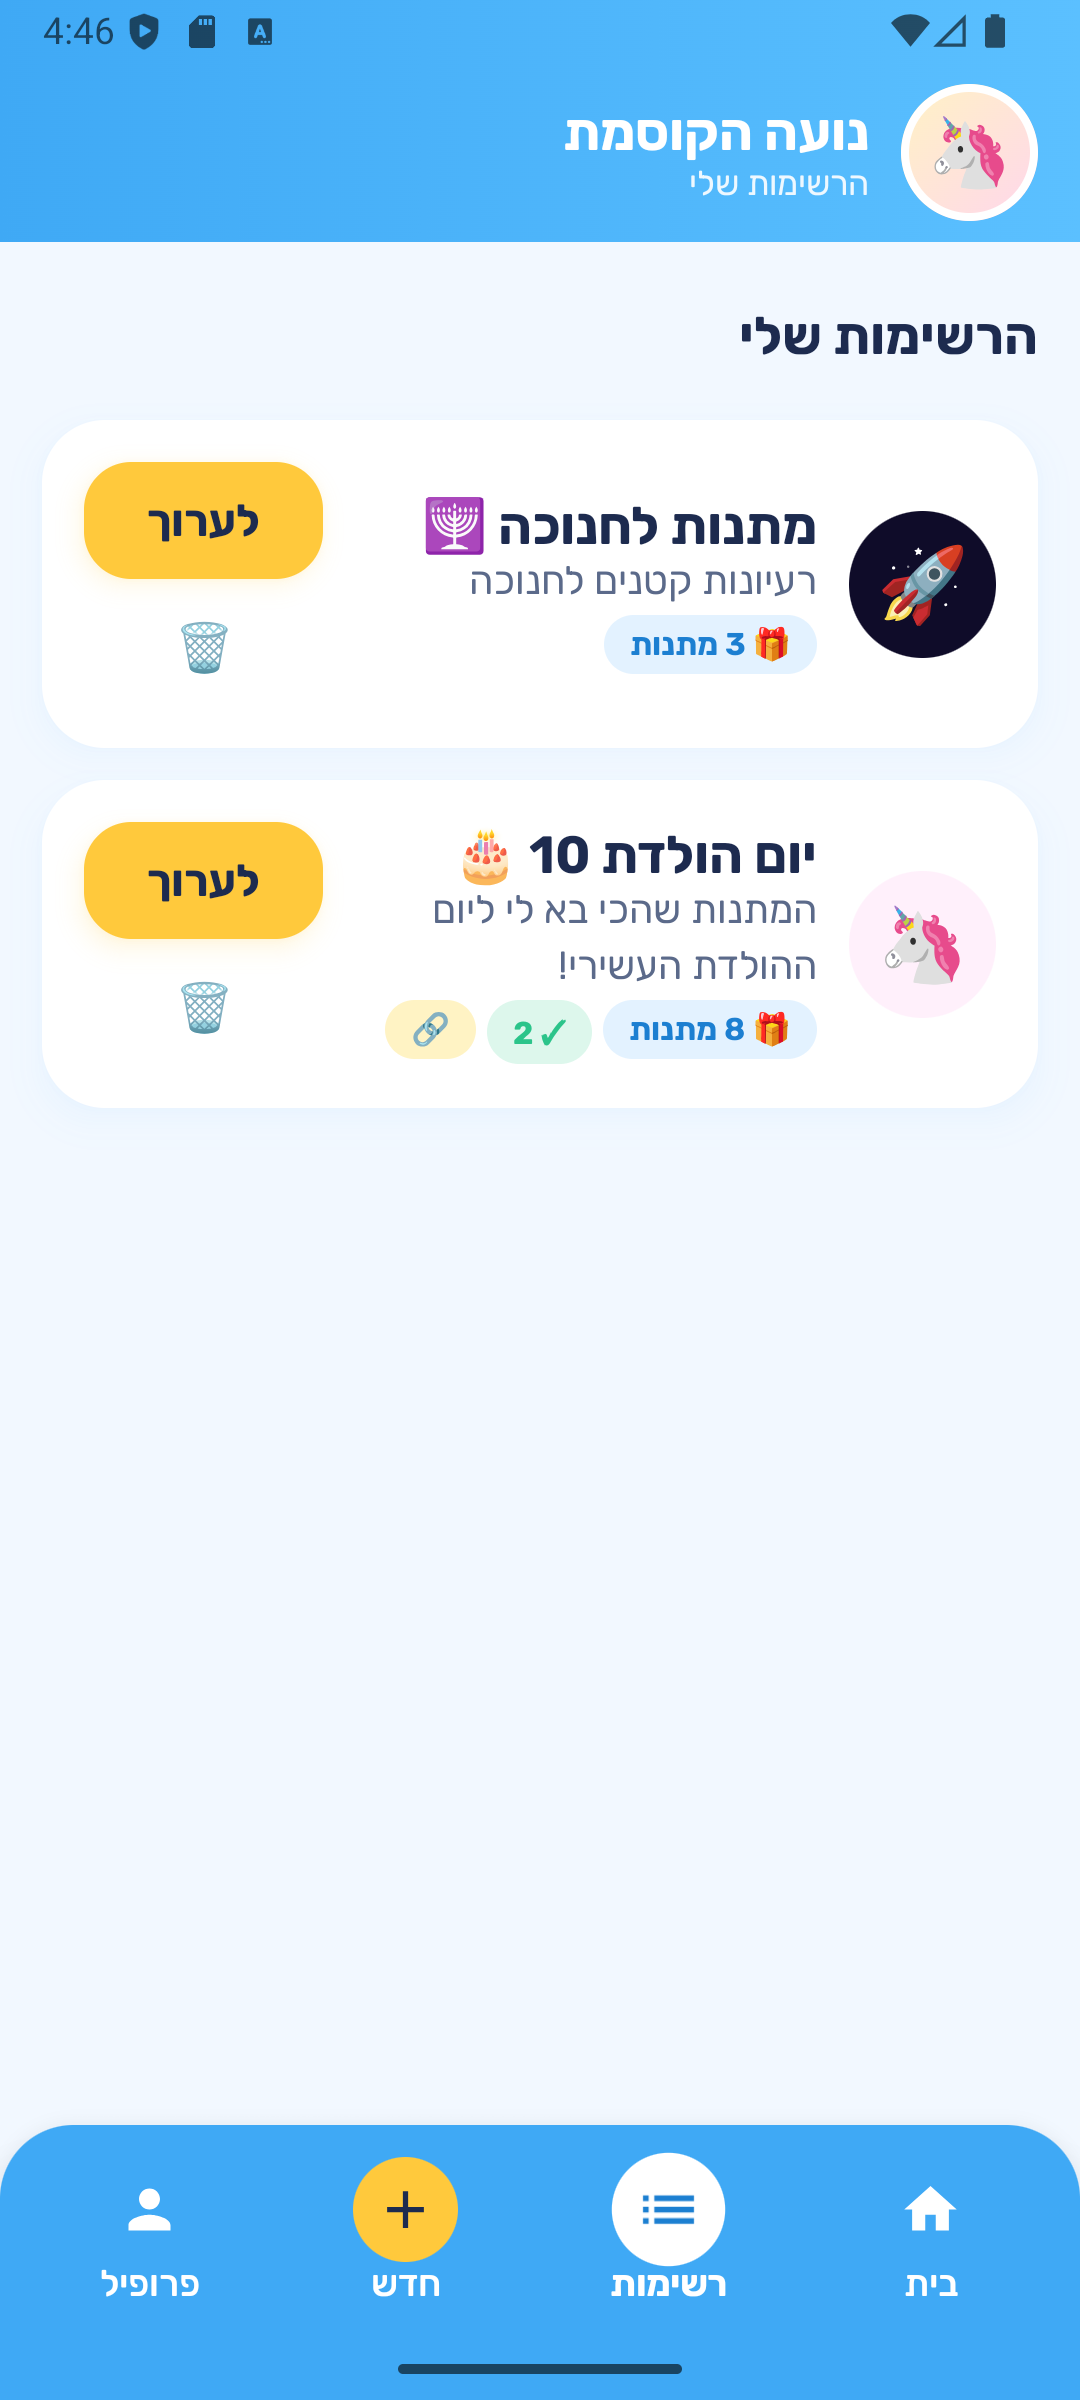 4:46
נועה הקוסמת
הרשימות שלי
הרשימות שלי
מתנות לחנוכה 🕎
רעיונות קטנים לחנוכה
🎁 3 מתנות
לערוך
יום הולדת 10 🎂
המתנות שהכי בא לי ליום
ההולדת העשירי!
🎁 8 מתנות
✓ 2
🔗
לערוך
בית
רשימות
חדש
פרופיל